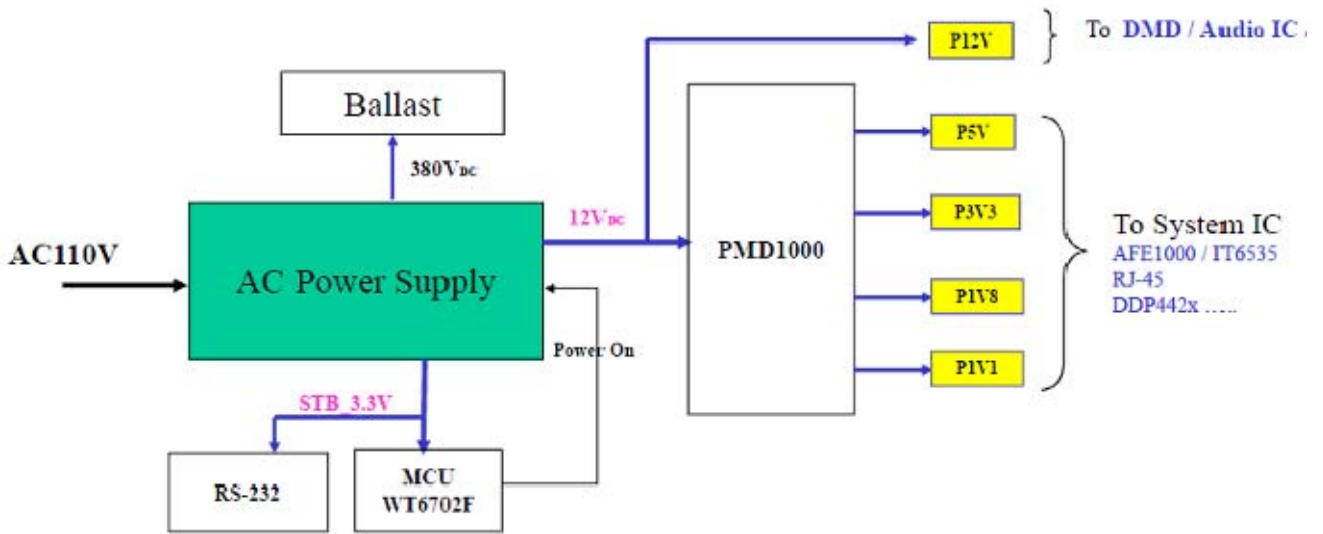 P12V
To DMD / Audio IC /
Ballast
380VDC
P5V
12VDC
P3V3
AC110V
AC Power Supply
PMD1000
To System IC
AFE1000 / IT6535
RJ-45
DDP442x ......
P1V8
Power On
P1V1
STB_3.3V
RS-232
MCU
WT6702F